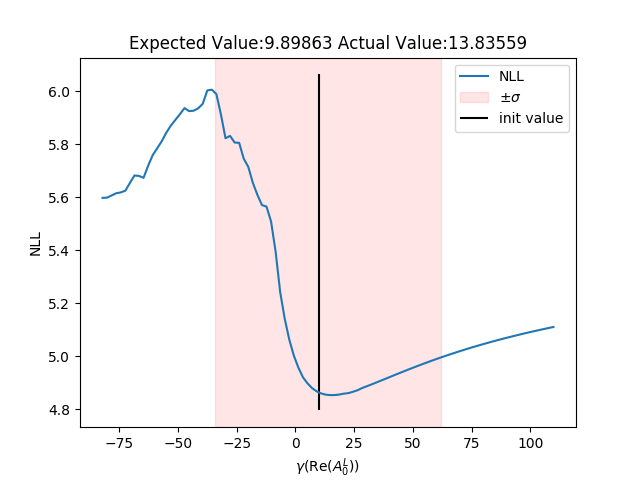 Expected Value:9.89863 Actual Value:13.83559
NLL
±σ
init value
6.0
5.8
5.6
5.4
5.2
5.0
4.8
NLL
−75
−50
−25
0
25
50
75
100
γ(Re(A₀ᴸ))